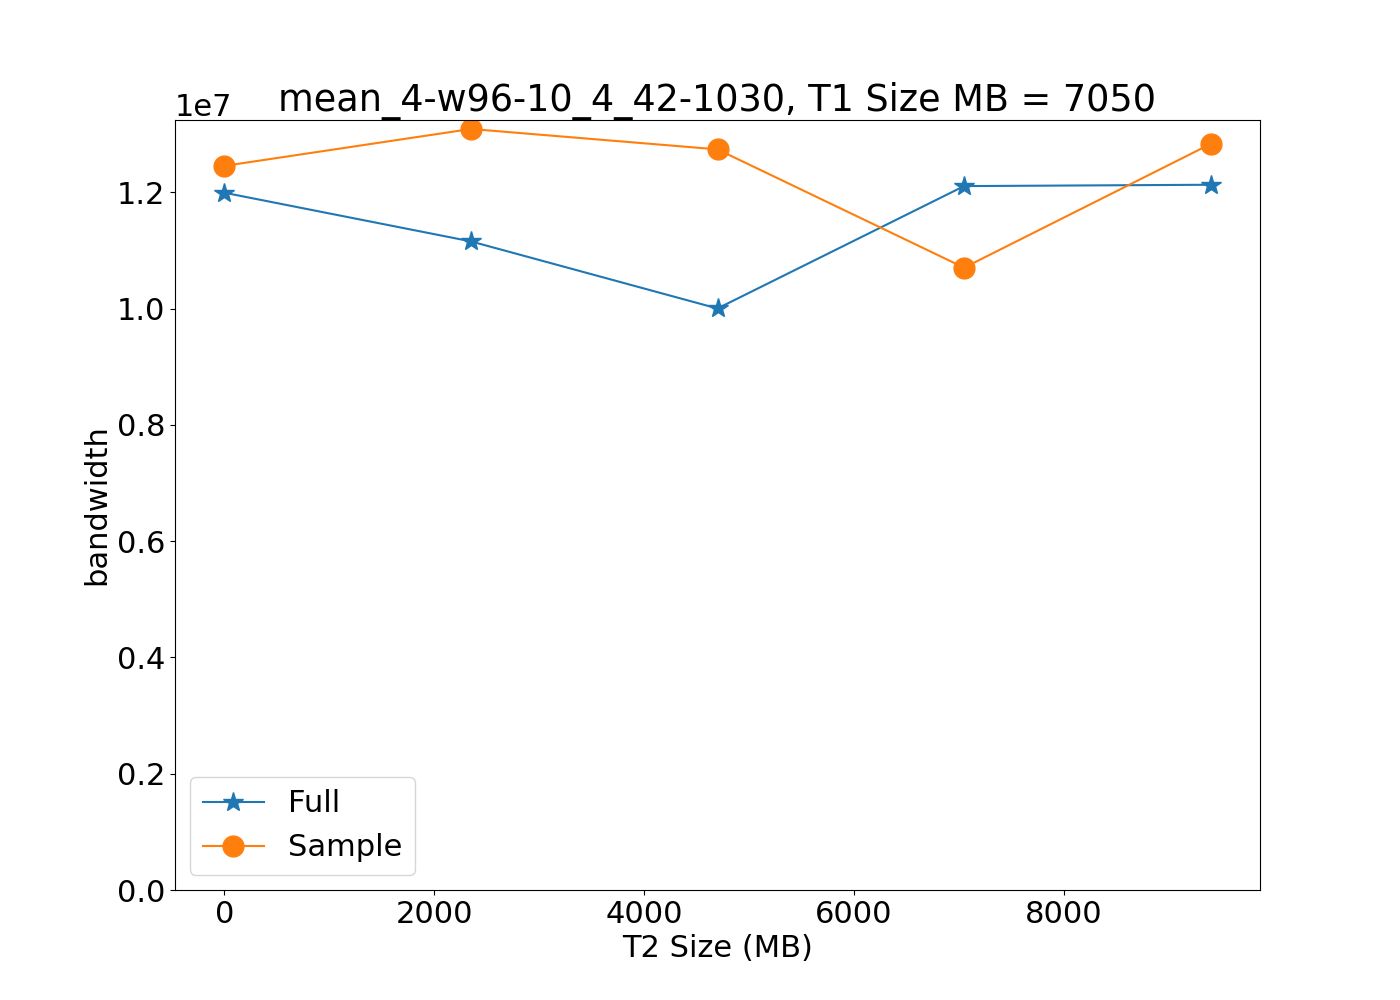 mean_4-w96-10_4_42-1030, T1 Size MB = 7050
1e7
1.2
1.0
0.8
0.6
0.4
0.2
0.0
bandwidth
Full
Sample
0 2000 4000 6000 8000
T2 Size (MB)